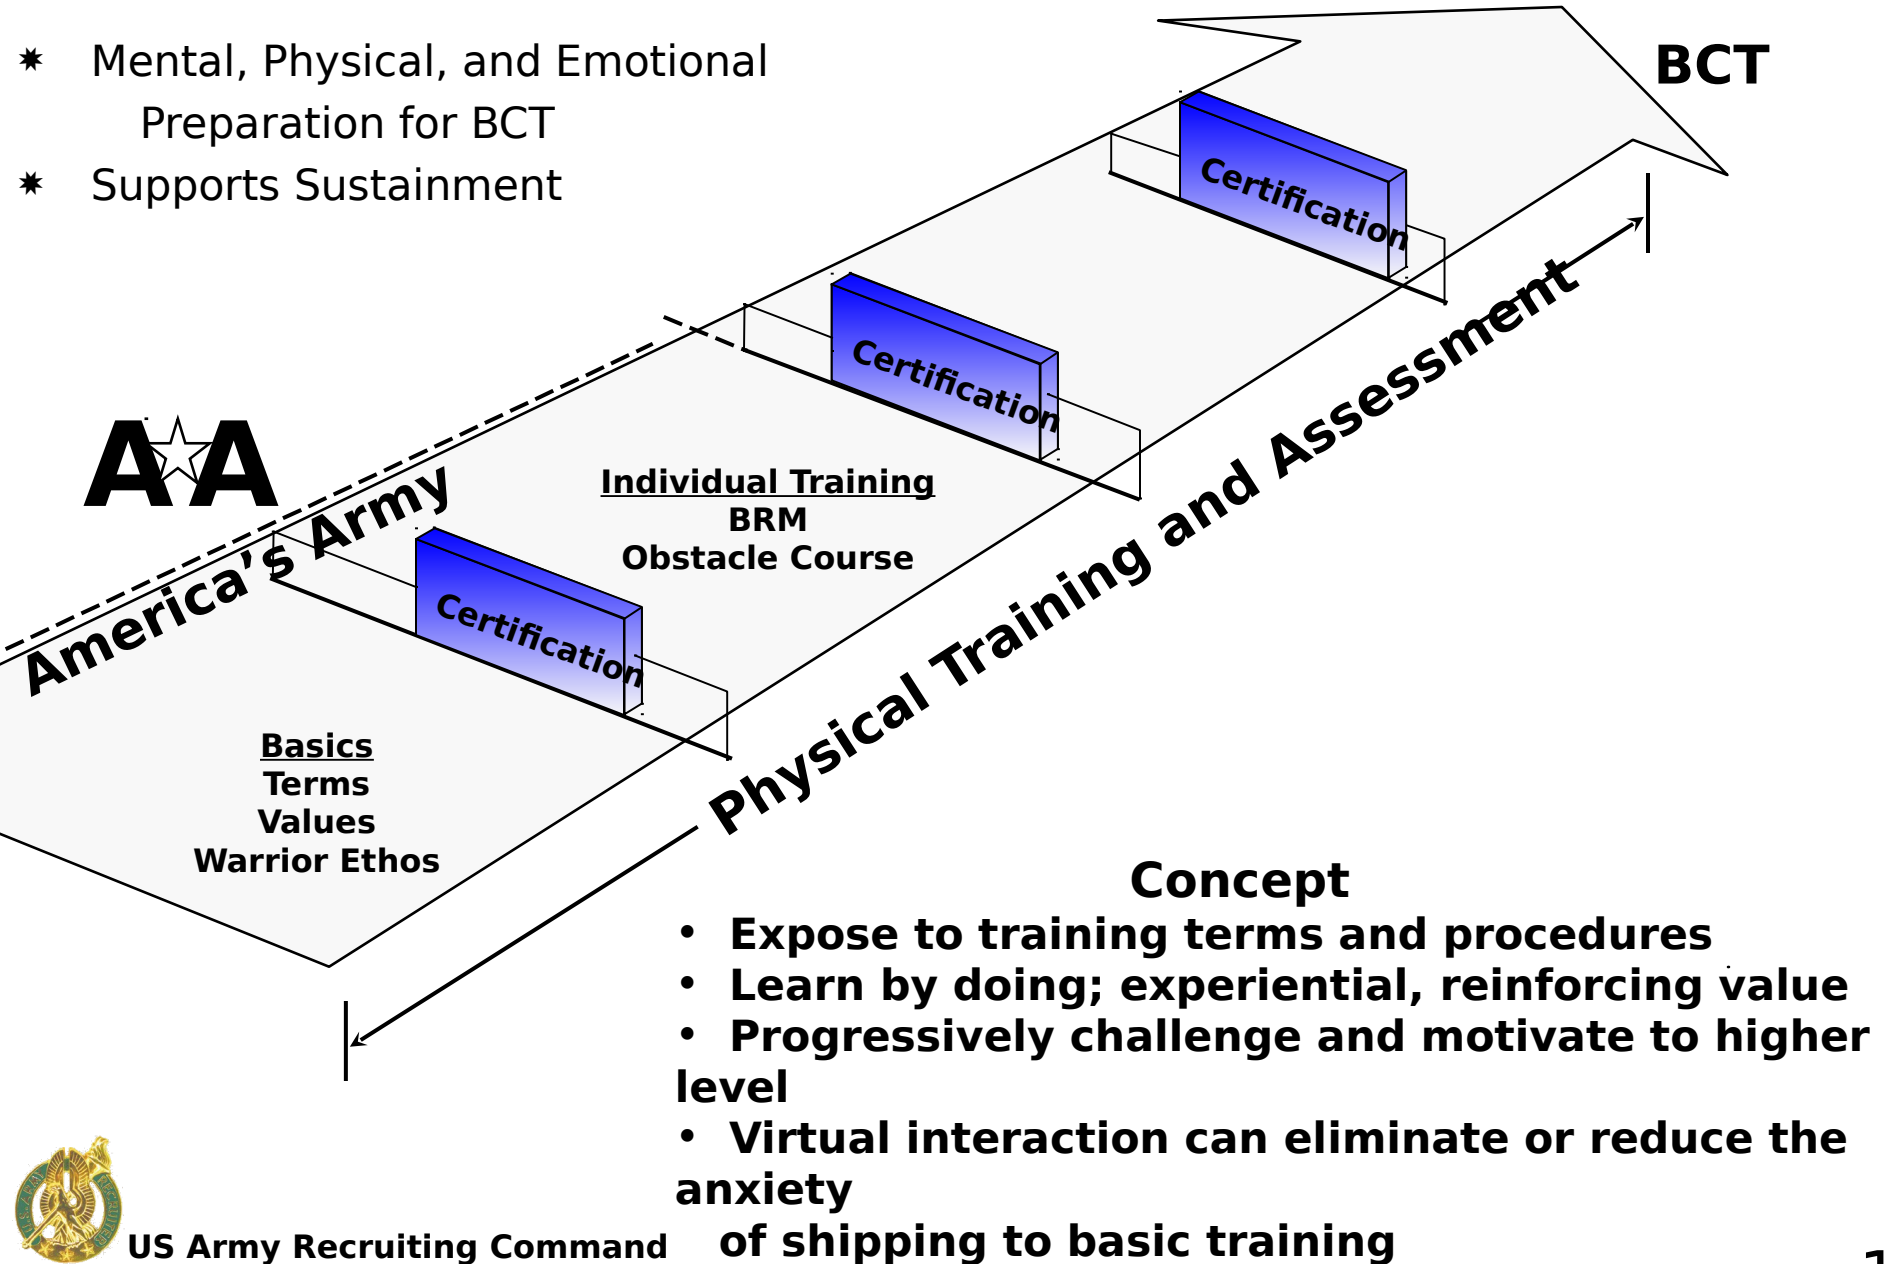 ✷ Mental, Physical, and Emotional
Preparation for BCT
✷ Supports Sustainment
BCT
Certification
Certification
A☆A
America’s Army
Individual Training
BRM
Obstacle Course
Certification
Physical Training and Assessment
Basics
Terms
Values
Warrior Ethos
Concept
• Expose to training terms and procedures
• Learn by doing; experiential, reinforcing value
• Progressively challenge and motivate to higher
level
• Virtual interaction can eliminate or reduce the
anxiety
of shipping to basic training
US Army Recruiting Command